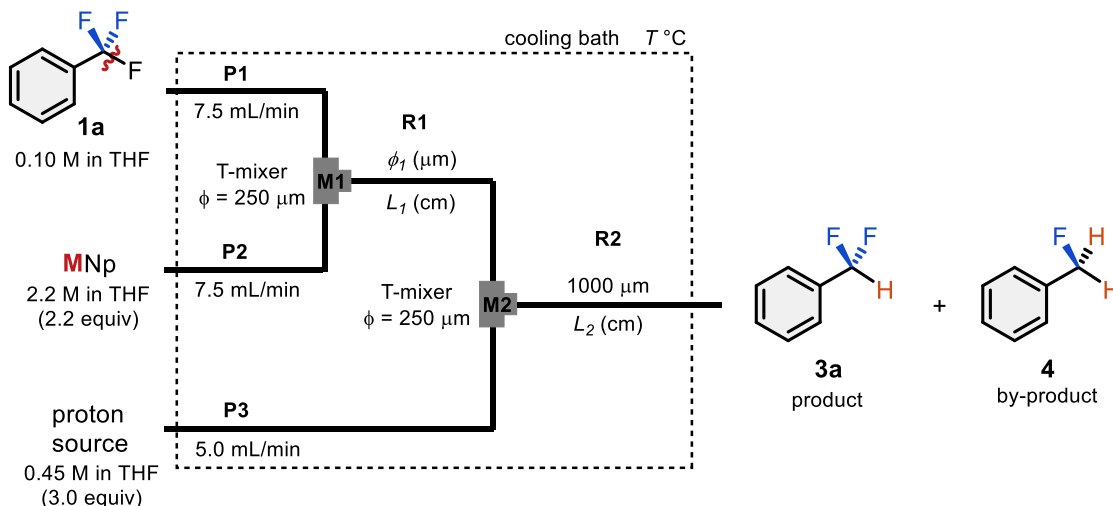 cooling bath T °C
F F
F
1a
0.10 M in THF
P1
7.5 mL/min
T-mixer
ϕ = 250 μm
M1
R1
ϕ1 (μm)
L1 (cm)
MNp
2.2 M in THF
(2.2 equiv)
P2
7.5 mL/min
T-mixer
ϕ = 250 μm
M2
R2
1000 μm
L2 (cm)
proton
source
0.45 M in THF
(3.0 equiv)
P3
5.0 mL/min
F F
H
3a
product
+
F H
H
4
by-product